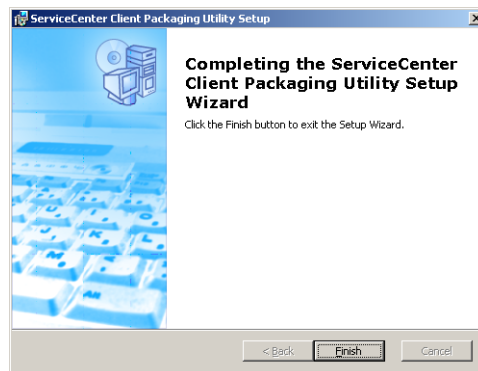 ServiceCenter Client Packaging Utility Setup
Completing the ServiceCenter
Client Packaging Utility Setup
Wizard
Click the Finish button to exit the Setup Wizard.
< Back Finish Cancel